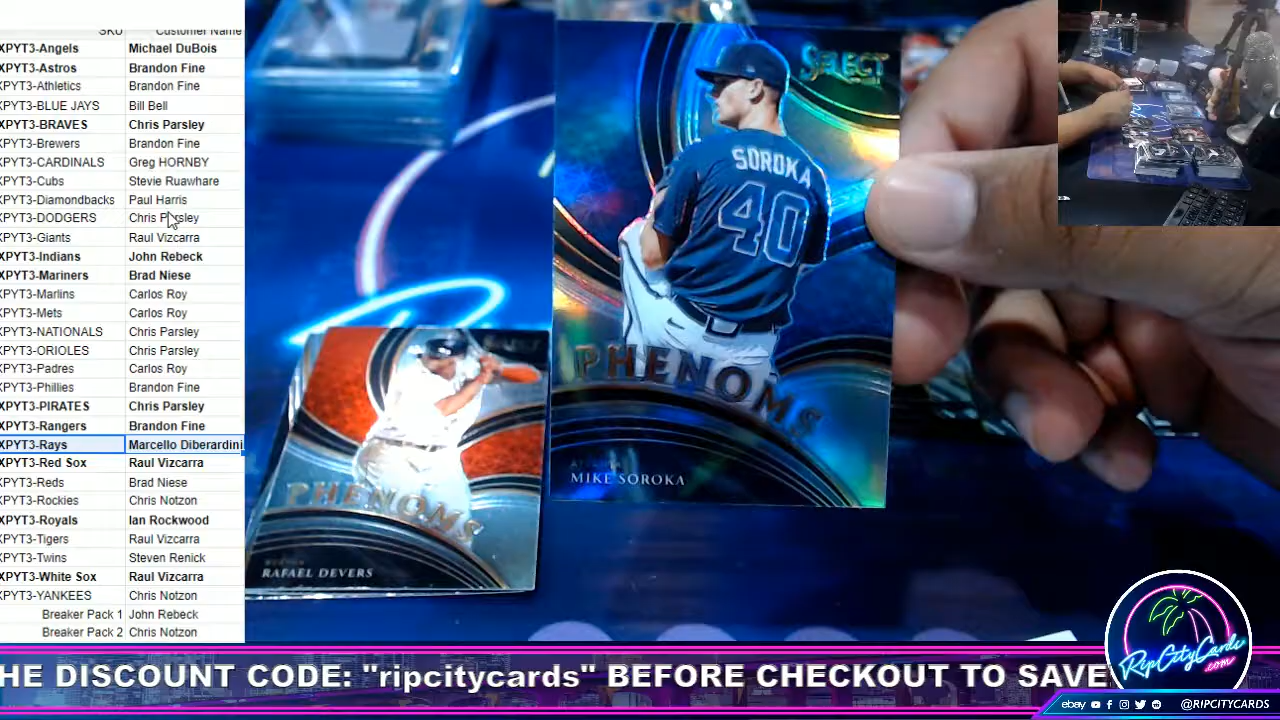 SKU Customer Name
XPYT3-Angels Michael DuBois
XPYT3-Astros Brandon Fine
XPYT3-Athletics Brandon Fine
XPYT3-BLUE JAYS Bill Bell
XPYT3-BRAVES Chris Parsley
XPYT3-Brewers Brandon Fine
XPYT3-CARDINALS Greg HORNBY
XPYT3-Cubs Stevie Ruawhare
XPYT3-Diamondbacks Paul Harris
XPYT3-DODGERS Chris Parsley
XPYT3-Giants Raul Vizcarra
XPYT3-Indians John Rebeck
XPYT3-Mariners Brad Niese
XPYT3-Marlins Carlos Roy
XPYT3-Mets Carlos Roy
XPYT3-NATIONALS Chris Parsley
XPYT3-ORIOLES Chris Parsley
XPYT3-Padres Carlos Roy
XPYT3-Phillies Brandon Fine
XPYT3-PIRATES Chris Parsley
XPYT3-Rangers Brandon Fine
XPYT3-Rays Marcello Diberardini
XPYT3-Red Sox Raul Vizcarra
XPYT3-Reds Brad Niese
XPYT3-Rockies Chris Notzon
XPYT3-Royals Ian Rockwood
XPYT3-Tigers Raul Vizcarra
XPYT3-Twins Steven Renick
XPYT3-White Sox Raul Vizcarra
XPYT3-YANKEES Chris Notzon
Breaker Pack 1 John Rebeck
Breaker Pack 2 Chris Notzon
SELECT
SOROKA
40
PHENOMS
ATLANTA
MIKE SOROKA
SELECT
PHENOMS
BOSTON
RAFAEL DEVERS
HE DISCOUNT CODE: "ripcitycards" BEFORE CHECKOUT TO SAVE
RipCityCards
.com
ebay @RIPCITYCARDS